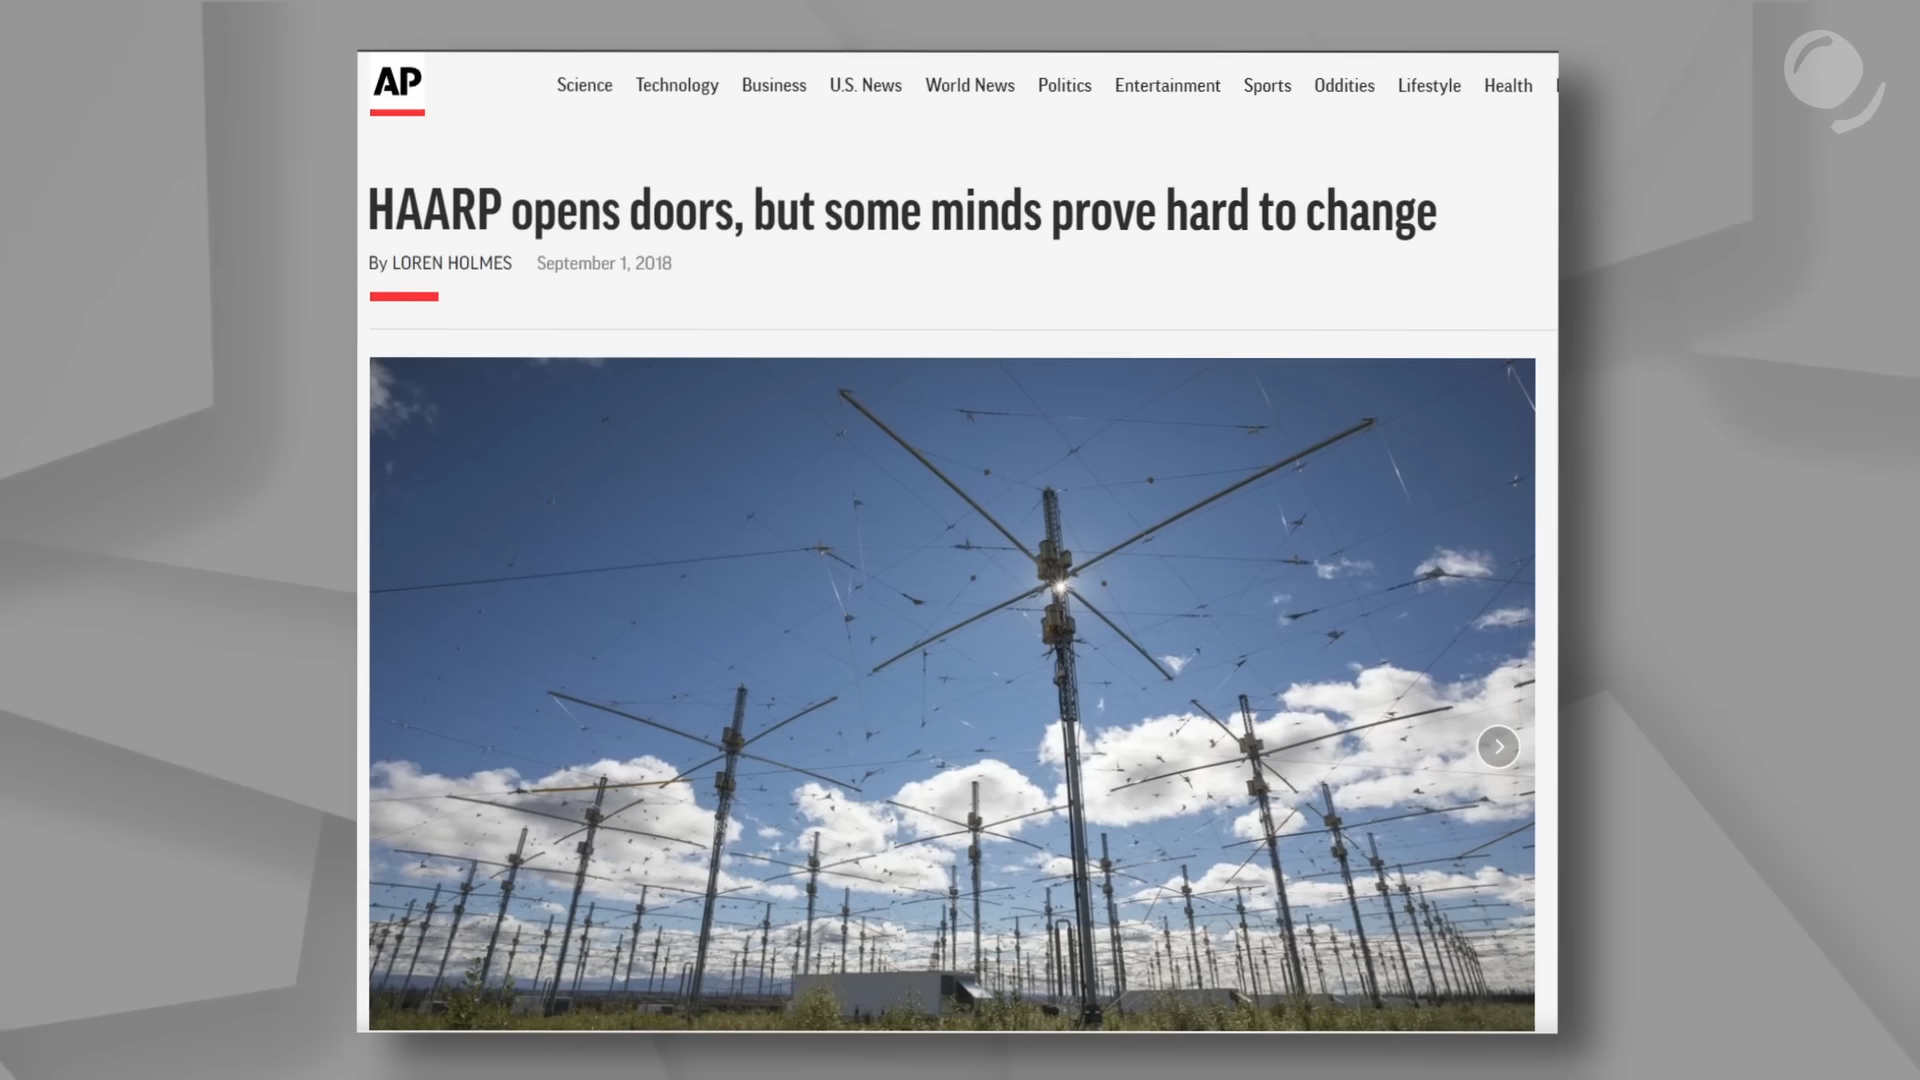 AP
Science Technology Business U.S. News World News Politics Entertainment Sports Oddities Lifestyle Health
HAARP opens doors, but some minds prove hard to change
By LOREN HOLMES September 1, 2018